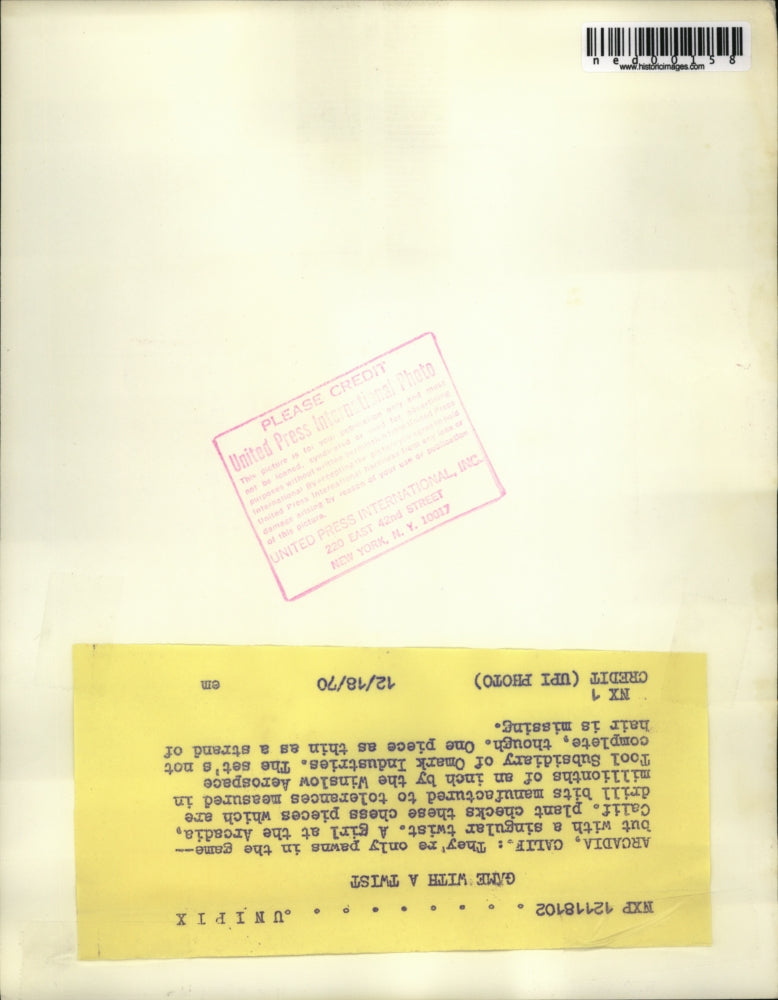 ned00158
www.historicimages.com
PLEASE CREDIT
United Press International Photo
This picture is for your publication only and must
not be loaned, syndicated or used for advertising
purposes without written permission of United Press
International. By accepting this picture you agree to hold
United Press International harmless from any loss or
damage arising by reason of your use or publication
of this picture.
UNITED PRESS INTERNATIONAL, INC.
220 EAST 42nd STREET
NEW YORK, N. Y. 10017
NXP 12118102 . . . . . . . . UNIPIX
GAME WITH A TWIST
ARCADIA, CALIF.: They're only pawns in the game--
but with a singular twist. A girl at the Arcadia,
Calif. plant checks these chess pieces which are
drill bits manufactured to tolerances measured in
millionths of an inch by the Winslow Aerospace
Tool Subsidiary of Omark Industries. The set's not
complete, though. One piece as thin as a strand of
hair is missing.
NX 1
CREDIT (UPI PHOTO) 12/18/70 em